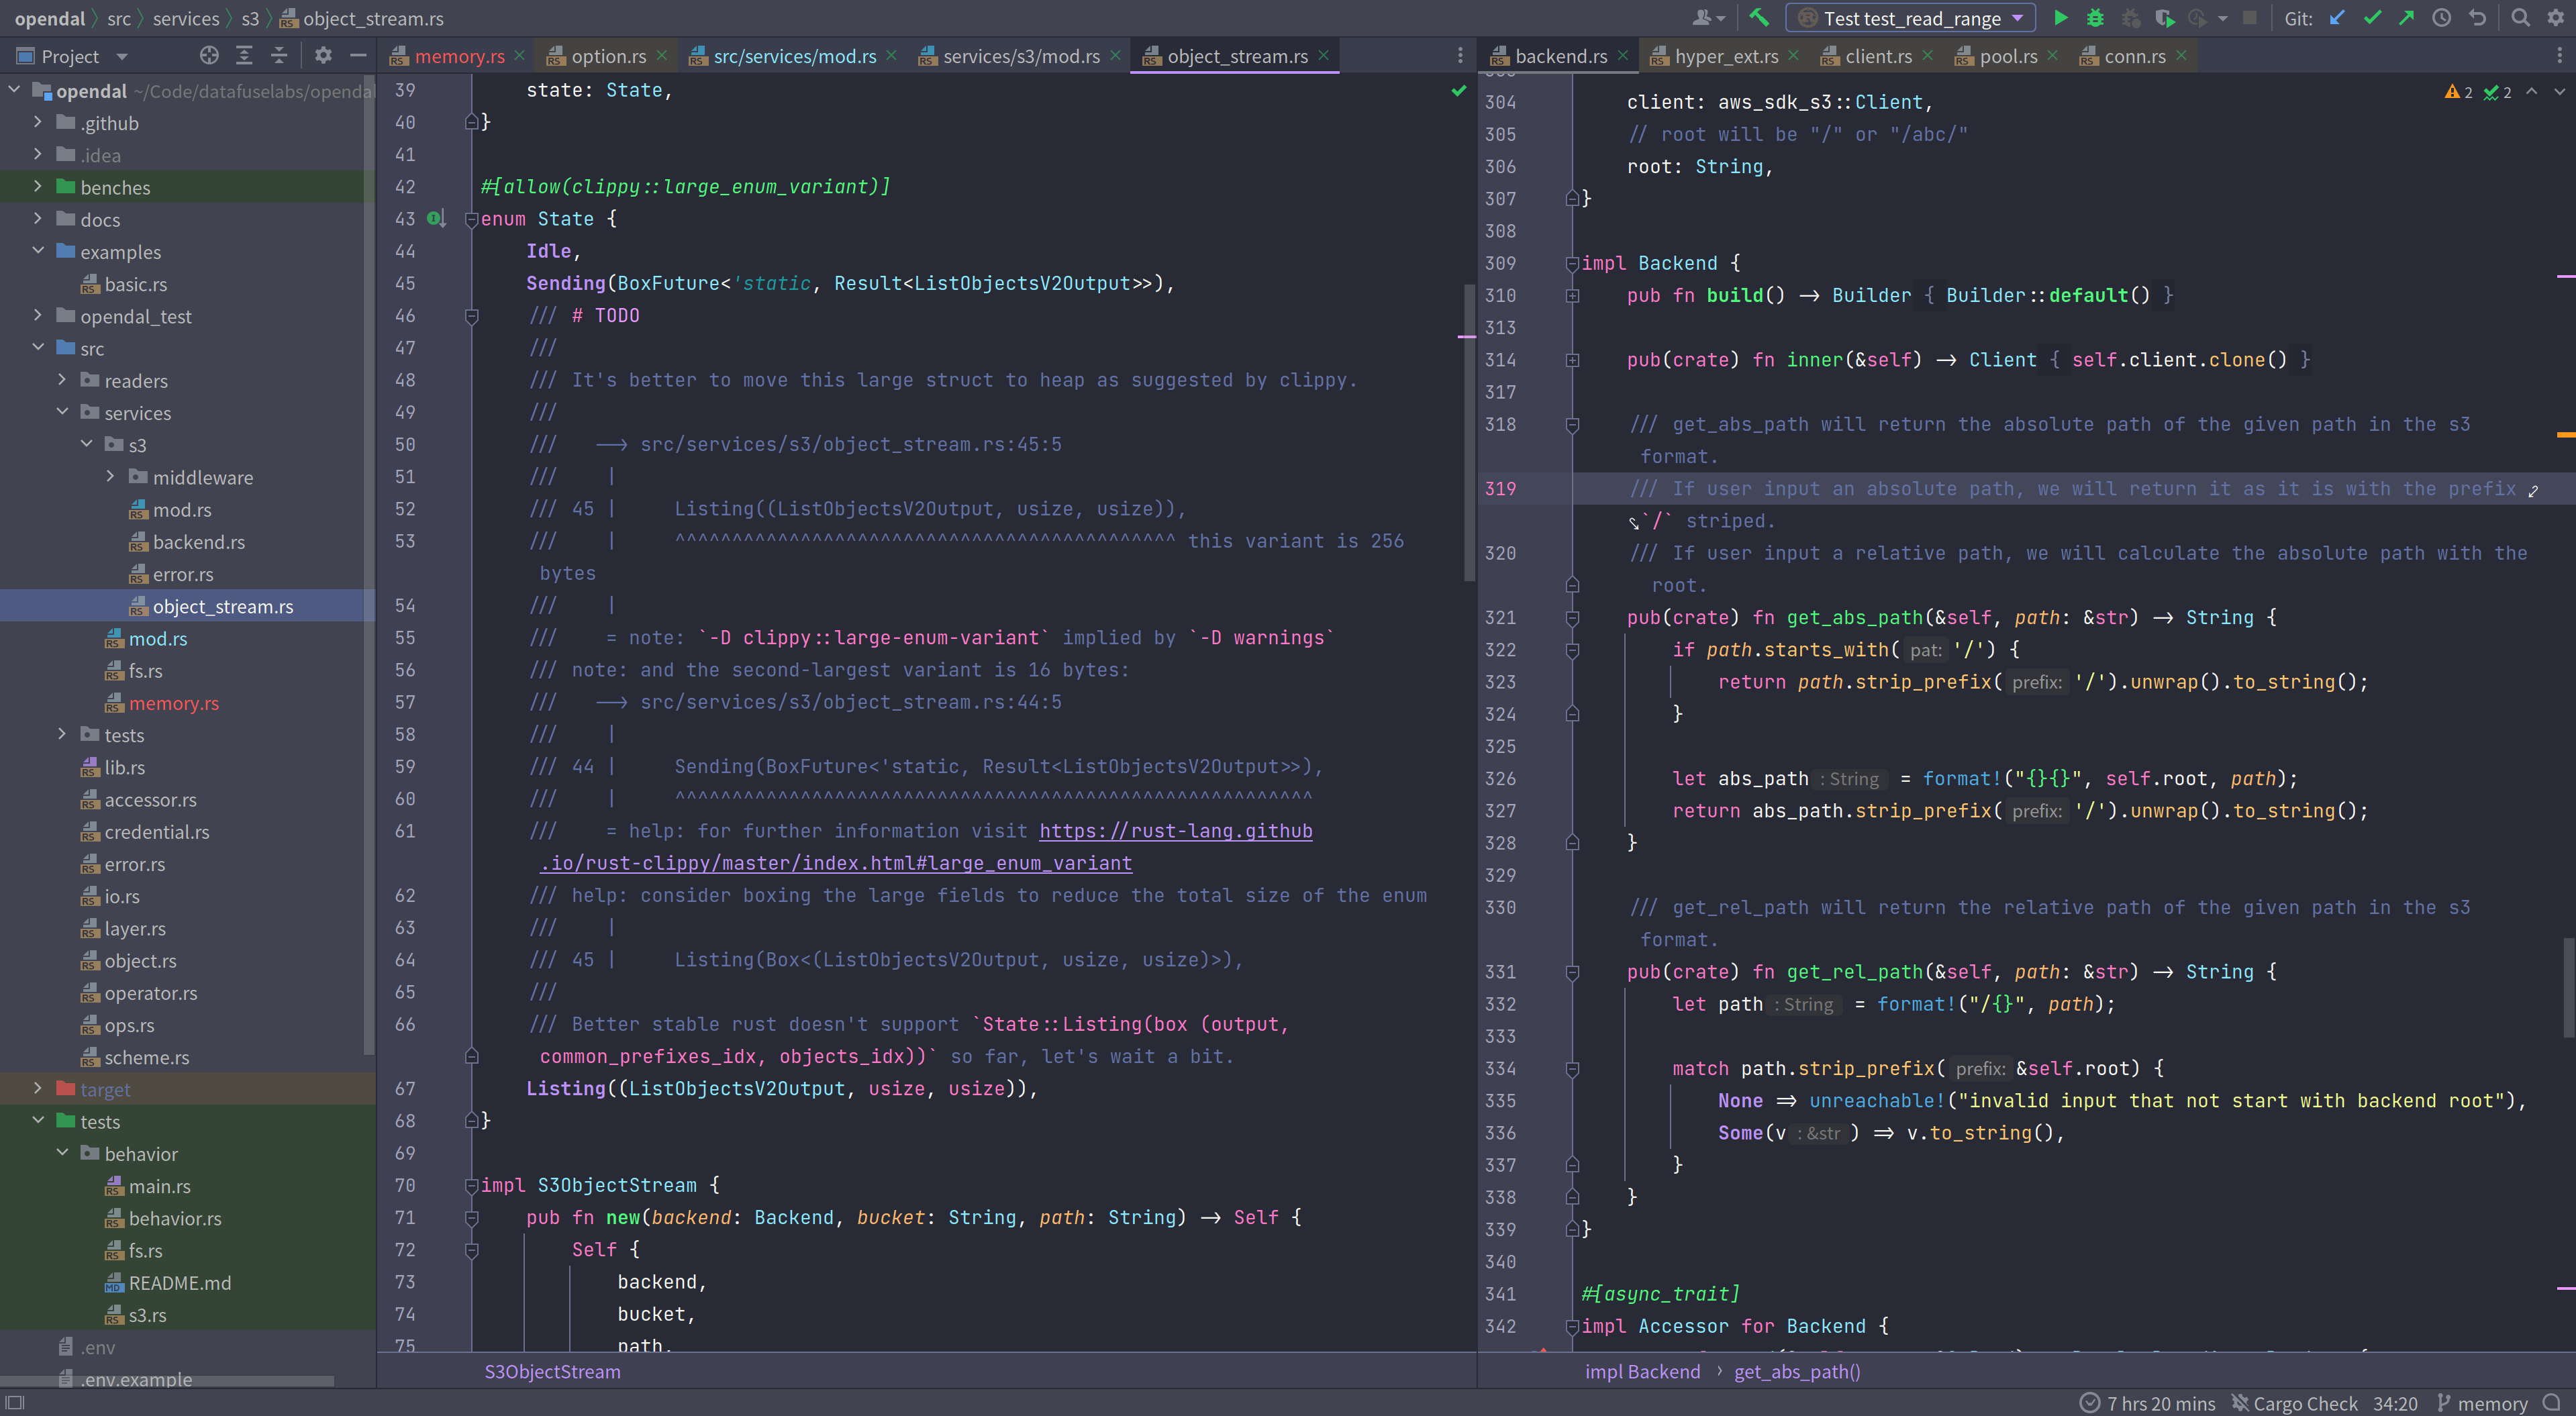 opendal src services s3 object_stream.rs
Test test_read_range Git:
Project
memory.rs option.rs src/services/mod.rs services/s3/mod.rs object_stream.rs
backend.rs hyper_ext.rs client.rs pool.rs conn.rs
opendal ~/Code/datafuselabs/opendal
.github
.idea
benches
docs
examples
basic.rs
opendal_test
src
readers
services
s3
middleware
mod.rs
backend.rs
error.rs
object_stream.rs
mod.rs
fs.rs
memory.rs
tests
lib.rs
accessor.rs
credential.rs
error.rs
io.rs
layer.rs
object.rs
operator.rs
ops.rs
scheme.rs
target
tests
behavior
main.rs
behavior.rs
fs.rs
README.md
s3.rs
.env
.env.example
39 state: State,
40 }
41
42 #[allow(clippy::large_enum_variant)]
43 enum State {
44 Idle,
45 Sending(BoxFuture<'static, Result<ListObjectsV2Output>>),
46 /// # TODO
47 ///
48 /// It's better to move this large struct to heap as suggested by clippy.
49 ///
50 /// --> src/services/s3/object_stream.rs:45:5
51 /// |
52 /// 45 | Listing((ListObjectsV2Output, usize, usize)),
53 /// | ^^^^^^^^^^^^^^^^^^^^^^^^^^^^^^^^^^^^^^^^^^^^ this variant is 256
bytes
54 /// |
55 /// = note: `-D clippy::large-enum-variant` implied by `-D warnings`
56 /// note: and the second-largest variant is 16 bytes:
57 /// --> src/services/s3/object_stream.rs:44:5
58 /// |
59 /// 44 | Sending(BoxFuture<'static, Result<ListObjectsV2Output>>),
60 /// | ^^^^^^^^^^^^^^^^^^^^^^^^^^^^^^^^^^^^^^^^^^^^^^^^^^^^^^^^
61 /// = help: for further information visit https://rust-lang.github
.io/rust-clippy/master/index.html#large_enum_variant
62 /// help: consider boxing the large fields to reduce the total size of the enum
63 /// |
64 /// 45 | Listing(Box<(ListObjectsV2Output, usize, usize)>),
65 ///
66 /// Better stable rust doesn't support `State::Listing(box (output,
common_prefixes_idx, objects_idx))` so far, let's wait a bit.
67 Listing((ListObjectsV2Output, usize, usize)),
68 }
69
70 impl S3ObjectStream {
71 pub fn new(backend: Backend, bucket: String, path: String) -> Self {
72 Self {
73 backend,
74 bucket,
75 path,
S3ObjectStream
2 2
304 client: aws_sdk_s3::Client,
305 // root will be "/" or "/abc/"
306 root: String,
307 }
308
309 impl Backend {
310 pub fn build() -> Builder { Builder::default() }
313
314 pub(crate) fn inner(&self) -> Client { self.client.clone() }
317
318 /// get_abs_path will return the absolute path of the given path in the s3
format.
319 /// If user input an absolute path, we will return it as it is with the prefix
`/` striped.
320 /// If user input a relative path, we will calculate the absolute path with the
root.
321 pub(crate) fn get_abs_path(&self, path: &str) -> String {
322 if path.starts_with( pat: '/') {
323 return path.strip_prefix( prefix: '/').unwrap().to_string();
324 }
325
326 let abs_path : String = format!("{}{}", self.root, path);
327 return abs_path.strip_prefix( prefix: '/').unwrap().to_string();
328 }
329
330 /// get_rel_path will return the relative path of the given path in the s3
format.
331 pub(crate) fn get_rel_path(&self, path: &str) -> String {
332 let path : String = format!("/{}", path);
333
334 match path.strip_prefix( prefix: &self.root) {
335 None => unreachable!("invalid input that not start with backend root"),
336 Some(v : &str ) => v.to_string(),
337 }
338 }
339 }
340
341 #[async_trait]
342 impl Accessor for Backend {
impl Backend › get_abs_path()
7 hrs 20 mins Cargo Check 34:20 memory